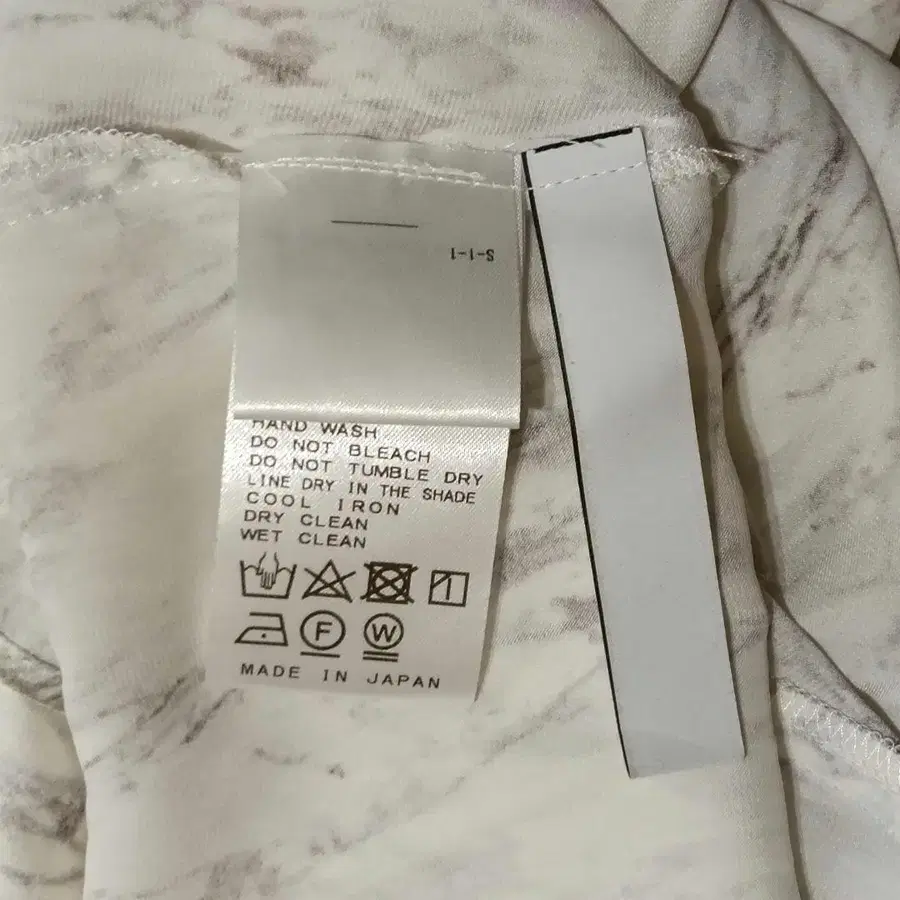 S-1-1
HAND WASH
DO NOT BLEACH
DO NOT TUMBLE DRY
LINE DRY IN THE SHADE
COOL IRON
DRY CLEAN
WET CLEAN
F W
MADE IN JAPAN